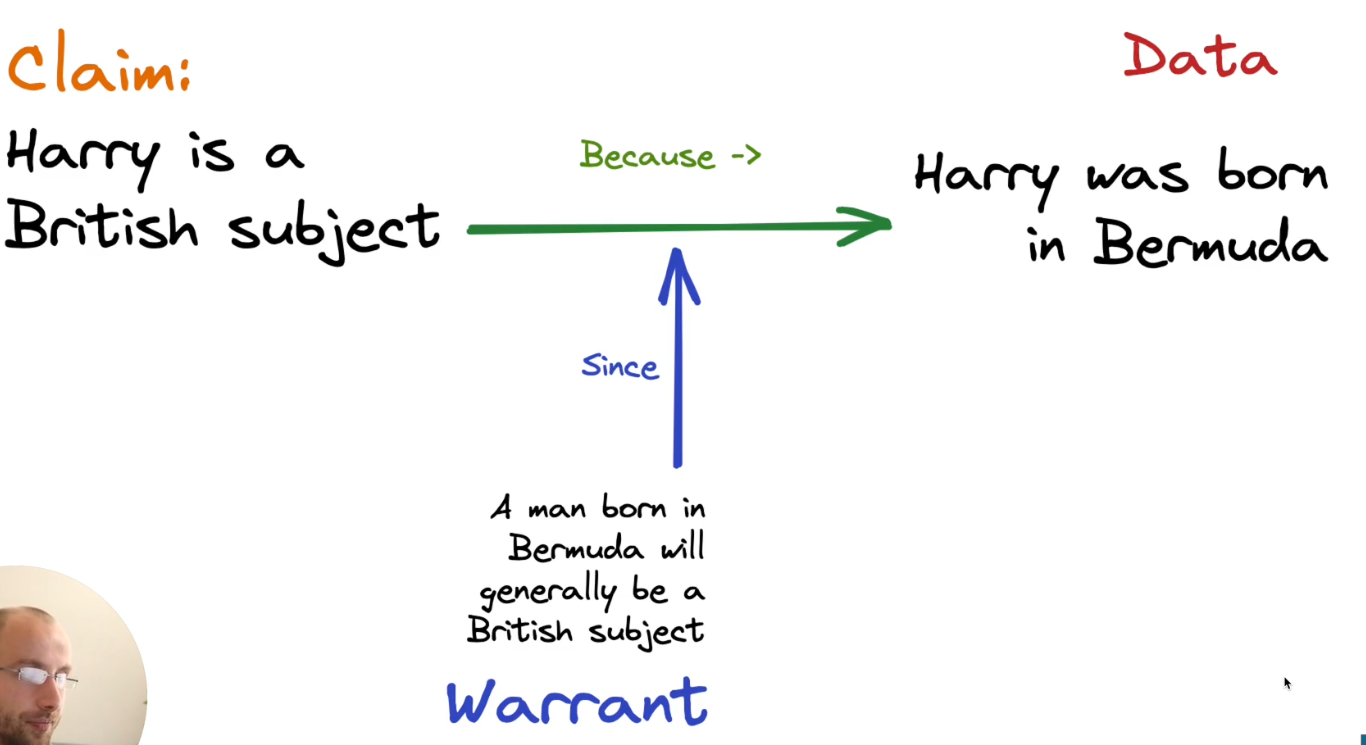 Claim:
Data
Harry is a
British subject
Because ->
Harry was born
in Bermuda
Since
A man born in
Bermuda will
generally be a
British subject
Warrant